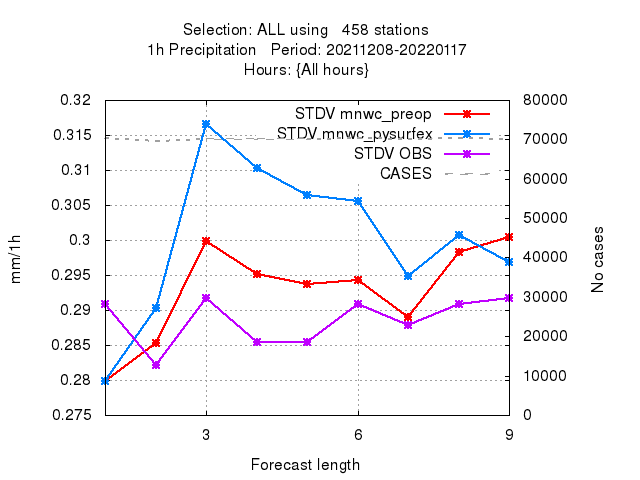 Selection: ALL using   458 stations
1h Precipitation   Period: 20211208-20220117
Hours: {All hours}
0.32
0.315
0.31
0.305
0.3
0.295
0.29
0.285
0.28
0.275
mm/1h
STDV mnwc_preop
STDV mnwc_pysurfex
STDV OBS
CASES
80000
70000
60000
50000
40000
30000
20000
10000
0
No cases
3 6 9
Forecast length